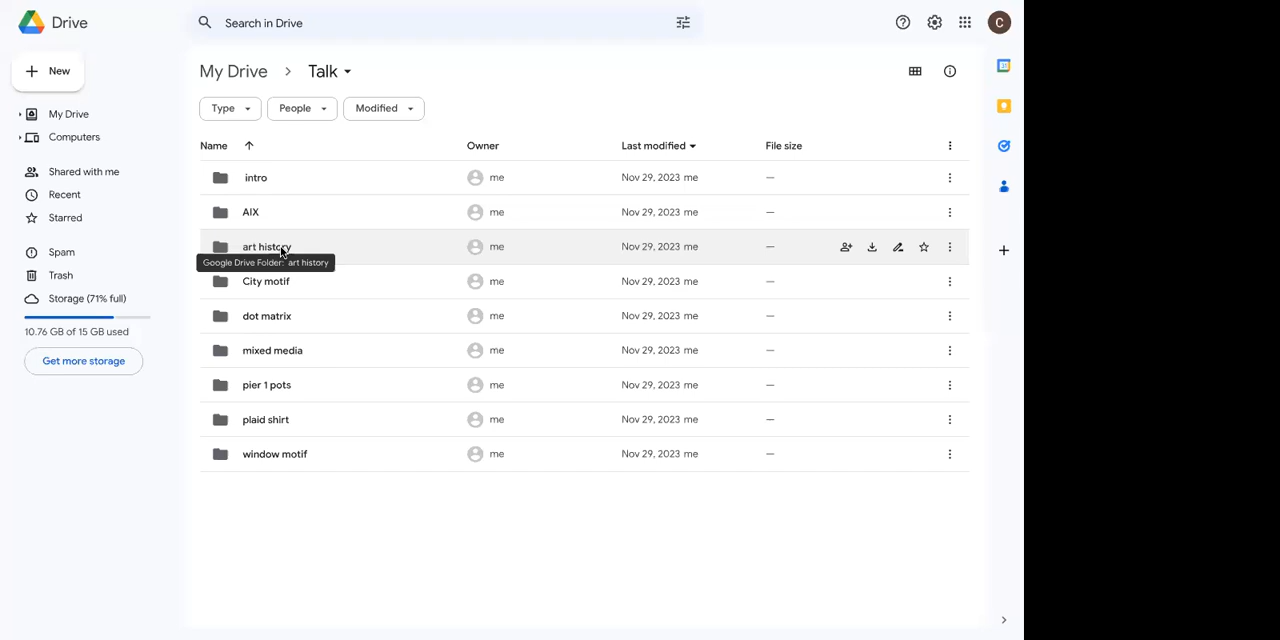 Drive
Search in Drive
C
New
My Drive
Computers
Shared with me
Recent
Starred
Spam
Trash
Storage (71% full)
10.76 GB of 15 GB used
Get more storage
My Drive > Talk
Type People Modified
Name Owner Last modified File size
intro me Nov 29, 2023 me —
AIX me Nov 29, 2023 me —
art history me Nov 29, 2023 me —
Google Drive Folder: art history
City motif me Nov 29, 2023 me —
dot matrix me Nov 29, 2023 me —
mixed media me Nov 29, 2023 me —
pier 1 pots me Nov 29, 2023 me —
plaid shirt me Nov 29, 2023 me —
window motif me Nov 29, 2023 me —
31